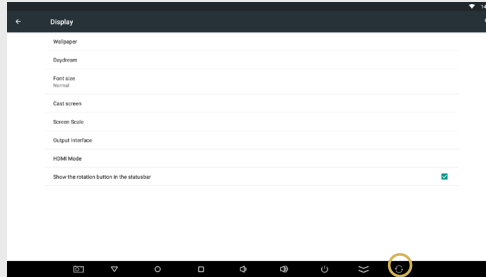 14
Display
Wallpaper
Daydream
Font size
Normal
Cast screen
Screen Scale
Output Interface
HDMI Mode
Show the rotation button in the statusbar